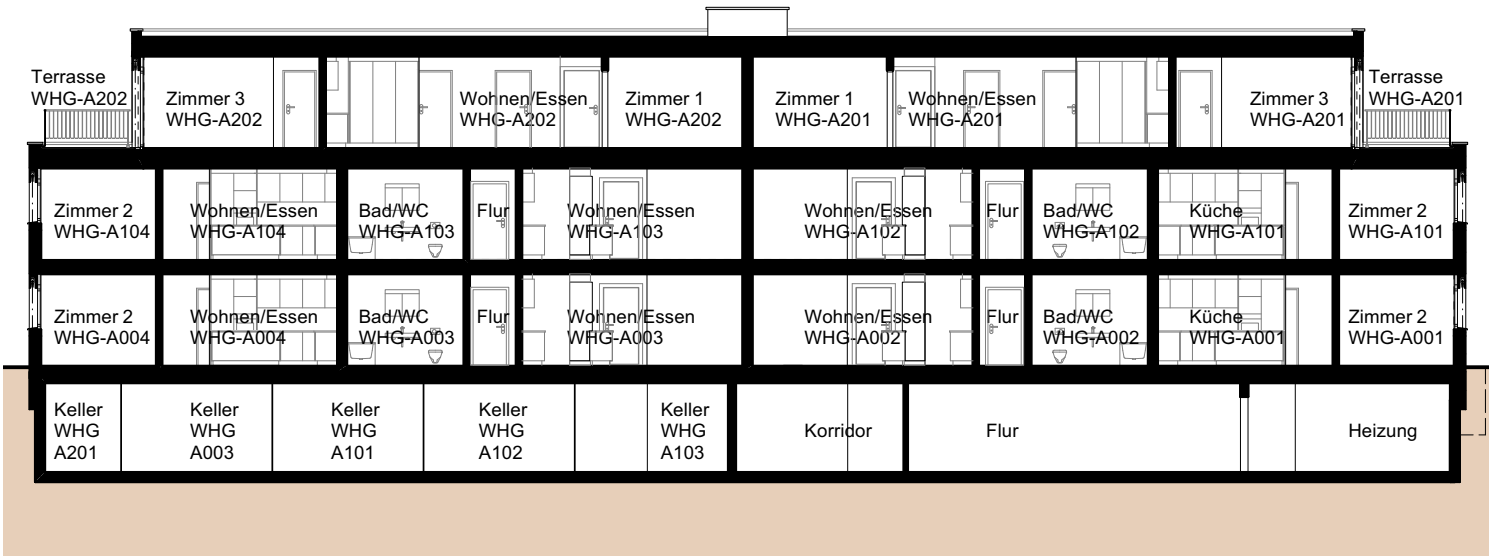 Terrasse
WHG-A202
Zimmer 3
WHG-A202
Wohnen/Essen
WHG-A202
Zimmer 1
WHG-A202
Zimmer 1
WHG-A201
Wohnen/Essen
WHG-A201
Zimmer 3
WHG-A201
Terrasse
WHG-A201
Zimmer 2
WHG-A104
Wohnen/Essen
WHG-A104
Bad/WC
WHG-A103
Flur
Wohnen/Essen
WHG-A103
Wohnen/Essen
WHG-A102
Flur
Bad/WC
WHG-A102
Küche
WHG-A101
Zimmer 2
WHG-A101
Zimmer 2
WHG-A004
Wohnen/Essen
WHG-A004
Bad/WC
WHG-A003
Flur
Wohnen/Essen
WHG-A003
Wohnen/Essen
WHG-A002
Flur
Bad/WC
WHG-A002
Küche
WHG-A001
Zimmer 2
WHG-A001
Keller
WHG
A201
Keller
WHG
A003
Keller
WHG
A101
Keller
WHG
A102
Keller
WHG
A103
Korridor
Flur
Heizung